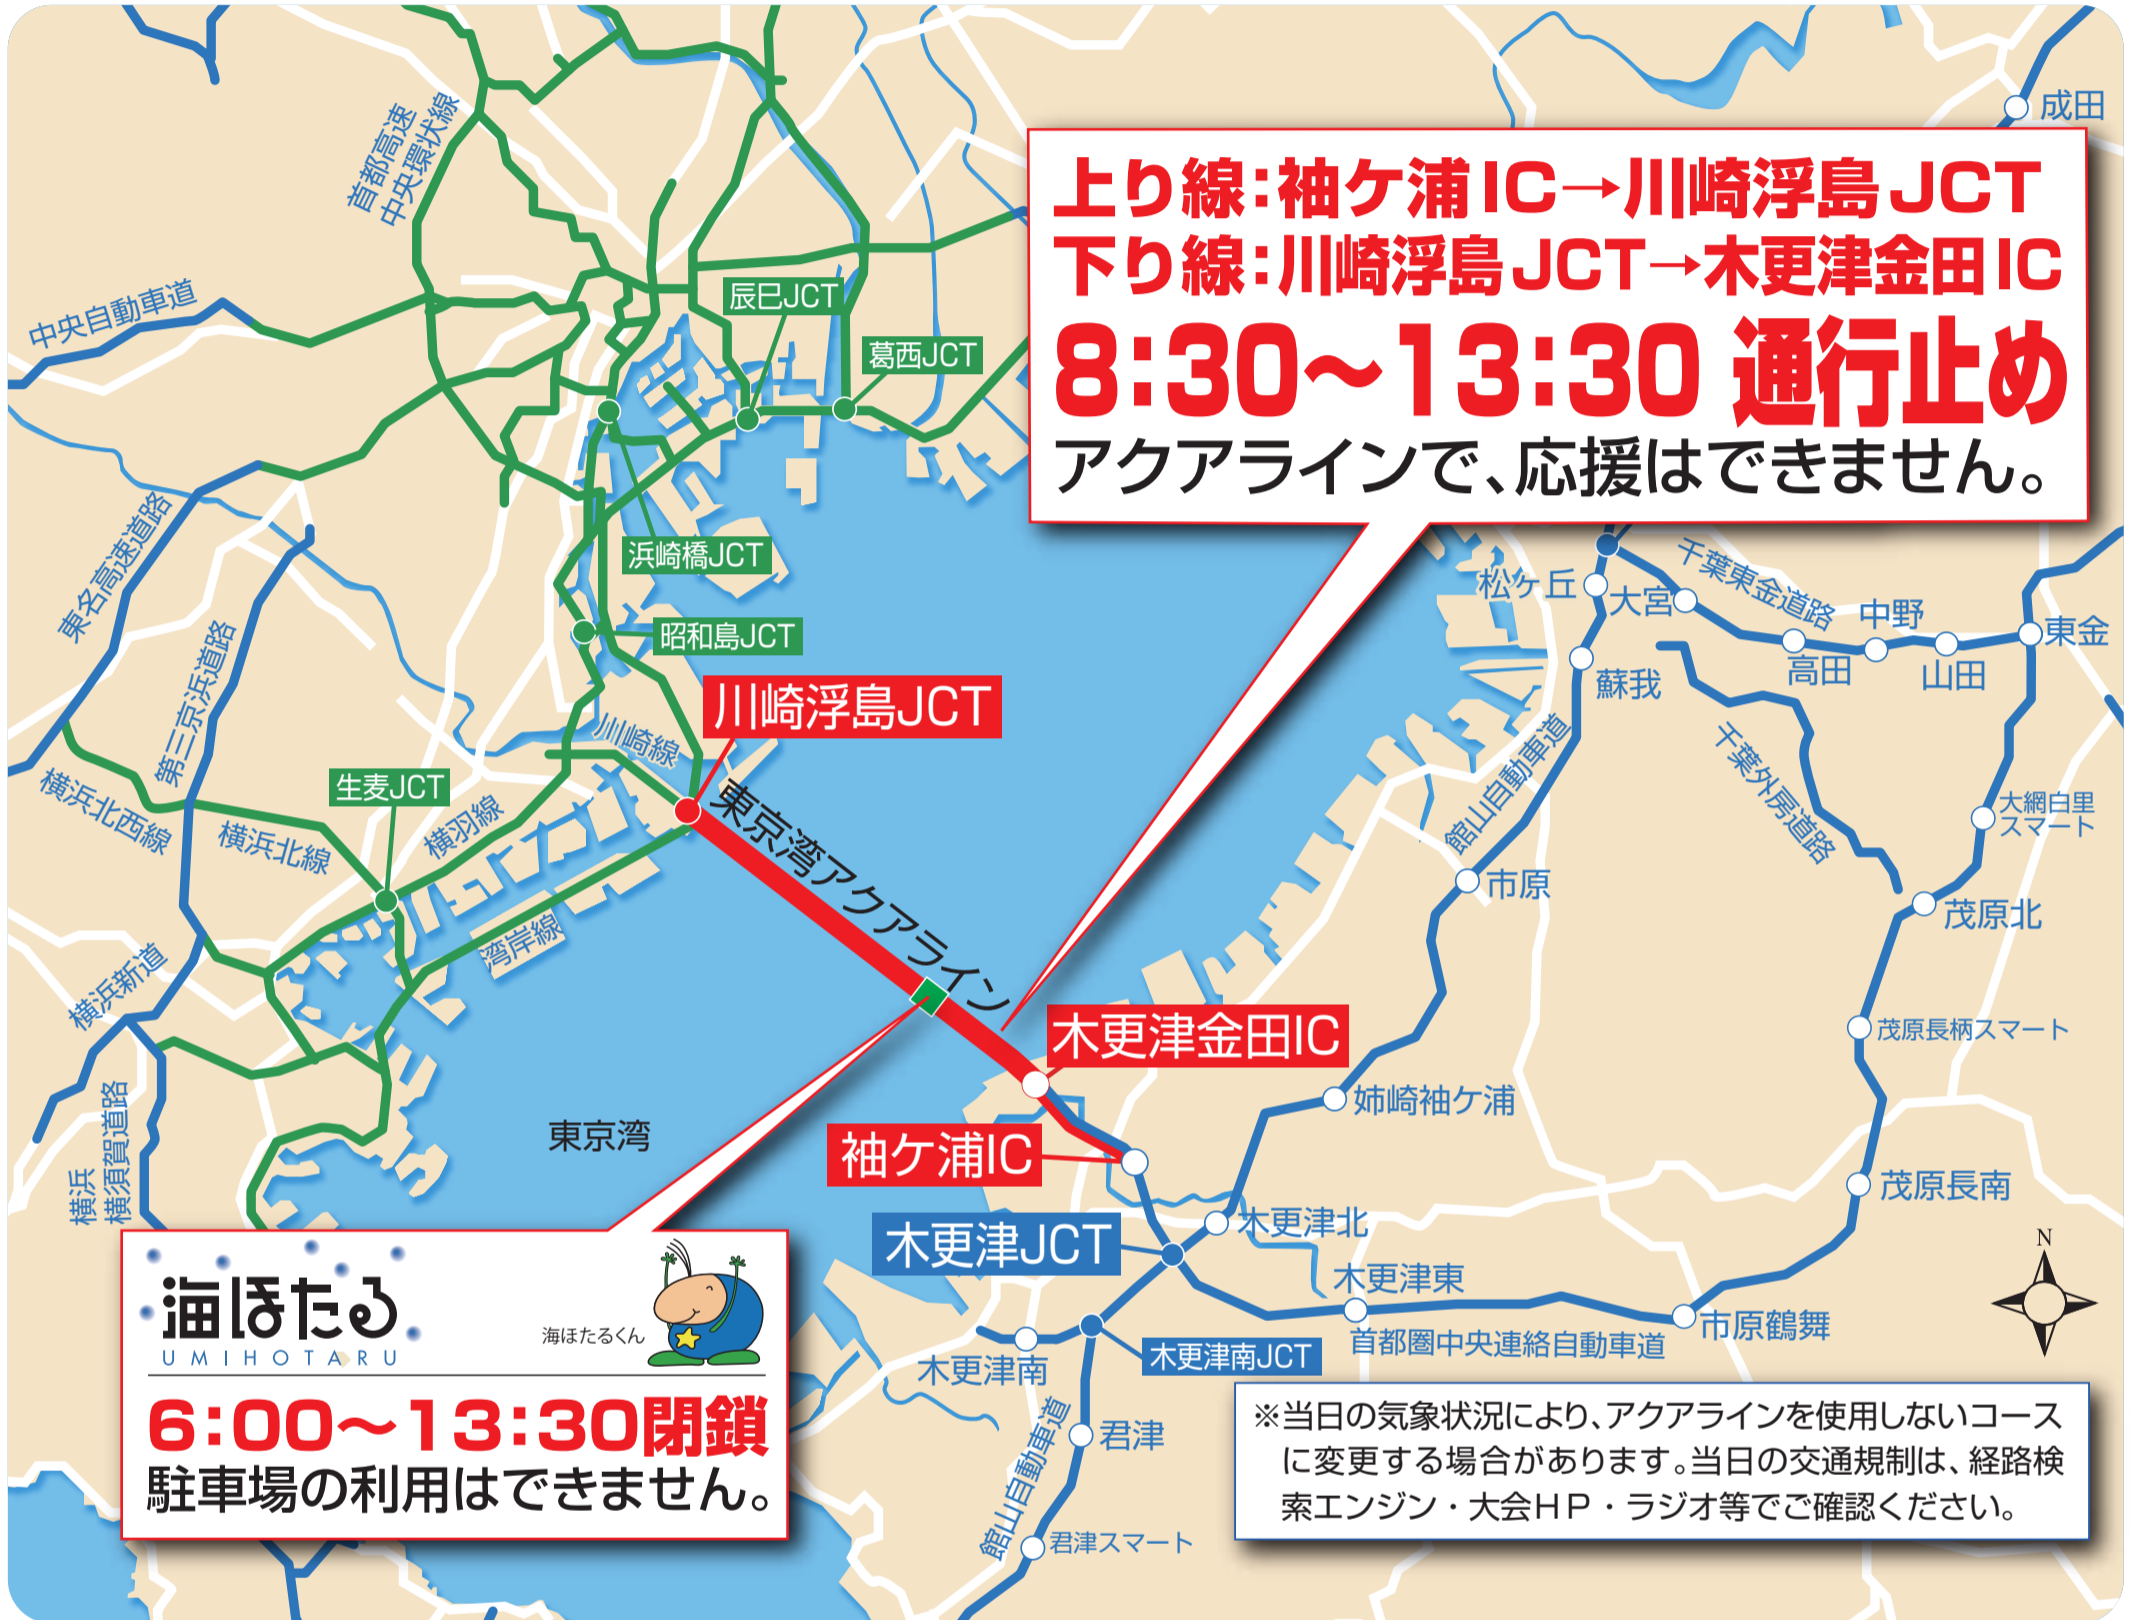 成田
首都高速
中央環状線
上り線：袖ケ浦IC→川崎浮島JCT
下り線：川崎浮島JCT→木更津金田IC
8：30〜13：30 通行止め
アクアラインで、応援はできません。
中央自動車道
辰巳JCT
葛西JCT
東名高速道路
浜崎橋JCT
昭和島JCT
川崎浮島JCT
第三京浜道路
川崎線
生麦JCT
横浜北西線
横浜北線
横羽線
湾岸線
東京湾アクアライン
松ヶ丘
大宮
千葉東金道路
中野
東金
高田
山田
蘇我
館山自動車道
千葉外房道路
大網白里
スマート
市原
茂原北
横浜新道
木更津金田IC
茂原長柄スマート
姉崎袖ケ浦
東京湾
袖ケ浦IC
横浜
横須賀道路
茂原長南
木更津JCT
木更津北
N
木更津東
市原鶴舞
首都圏中央連絡自動車道
木更津南JCT
木更津南
館山自動車道
君津
君津スマート
海ほたる
UMIHOTARU
海ほたるくん
6：00〜13：30閉鎖
駐車場の利用はできません。
※当日の気象状況により、アクアラインを使用しないコース
に変更する場合があります。当日の交通規制は、経路検
索エンジン・大会HP・ラジオ等でご確認ください。